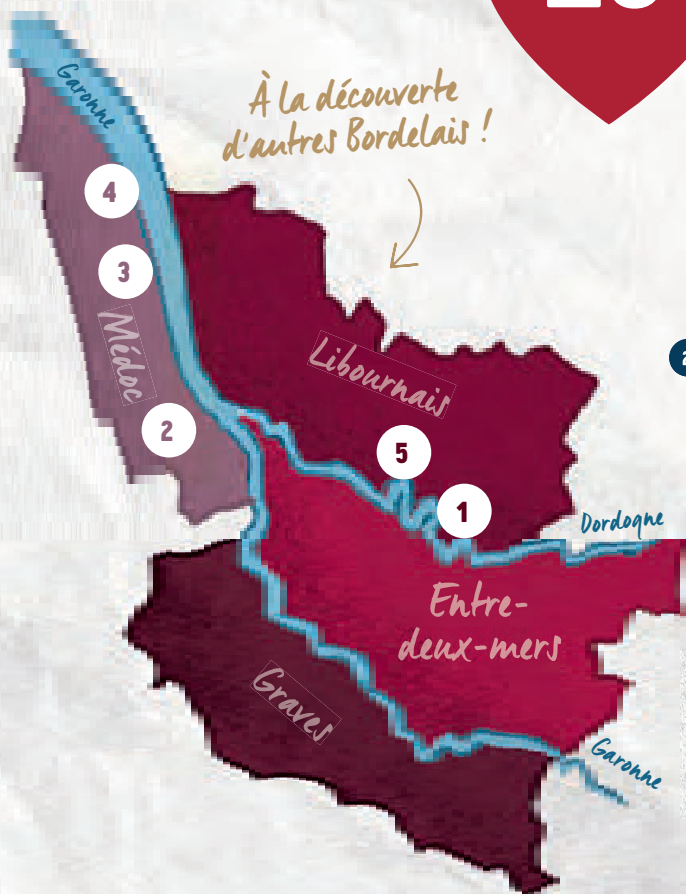 Garonne
À la découverte
d'autres Bordelais !
4
3
Médoc
Libournais
2
5
1
Dordogne
Entre-
deux-mers
Graves
Garonne